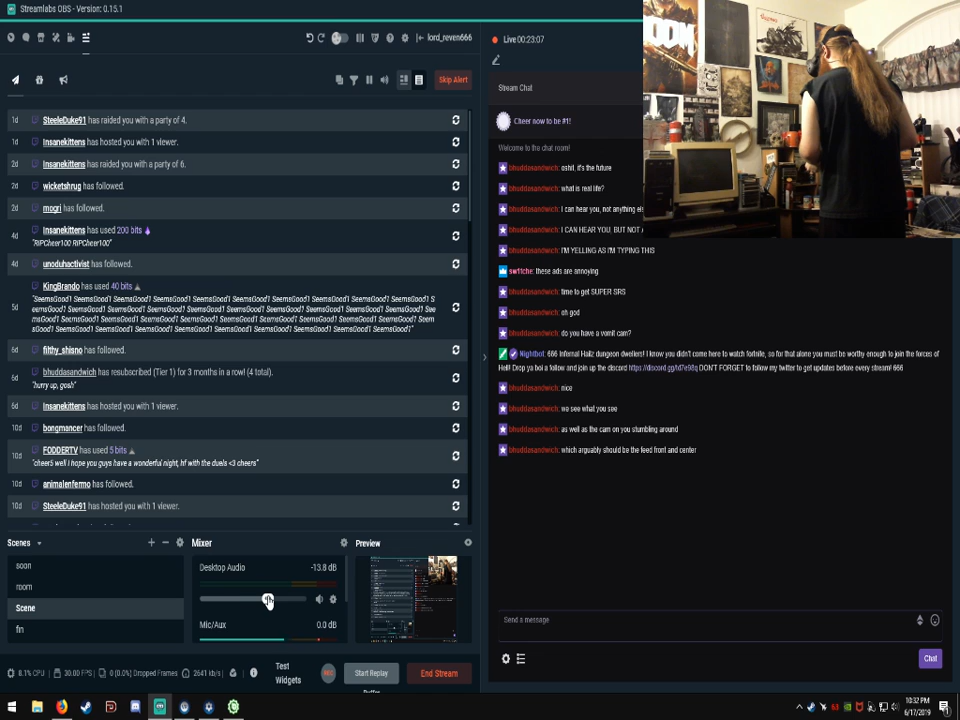 Streamlabs OBS - Version: 0.15.1
lord_reven666
Skip Alert
1d SteeleDuke91 has raided you with a party of 4.
1d Insanekittens has hosted you with 1 viewer.
2d Insanekittens has raided you with a party of 6.
2d wicketshrug has followed.
2d mogri has followed.
4d Insanekittens has used 200 bits
"RIPCheer100 RIPCheer100"
4d unoduhactivist has followed.
5d KingBrando has used 40 bits
"SeemsGood1 SeemsGood1 SeemsGood1 SeemsGood1 SeemsGood1 SeemsGood1 SeemsGood1 SeemsGood1 SeemsGood1 S
eemsGood1 SeemsGood1 SeemsGood1 SeemsGood1 SeemsGood1 SeemsGood1 SeemsGood1 SeemsGood1 SeemsGood1 Se
emsGood1 SeemsGood1 SeemsGood1 SeemsGood1 SeemsGood1 SeemsGood1 SeemsGood1 SeemsGood1 SeemsGood1 Seem
sGood1 SeemsGood1 SeemsGood1 SeemsGood1 SeemsGood1 SeemsGood1 SeemsGood1 SeemsGood1 SeemsGood1"
6d filthy_shisno has followed.
6d bhuddasandwich has resubscribed (Tier 1) for 3 months in a row! (4 total).
"hurry up, gosh"
6d Insanekittens has hosted you with 1 viewer.
10d bongmancer has followed.
10d FODDERTV has used 5 bits
"cheer5 well I hope you guys have a wonderful night, hf with the duels <3 cheers"
10d animalenfermo has followed.
10d SteeleDuke91 has hosted you with 1 viewer.
Scenes
soon
room
Scene
fin
Mixer
Desktop Audio -13.8 dB
Mic/Aux 0.0 dB
Preview
8.1% CPU 30.00 FPS 0 (0.0%) Dropped Frames 2641 kb/s
Test
Widgets
REC
Start Replay
Buffer
End Stream
Live 00:23:07
Stream Chat
Cheer now to be #1!
Welcome to the chat room!
bhuddasandwich: oshit, it's the future
bhuddasandwich: what is real life?
bhuddasandwich: I can hear you, not anything els
bhuddasandwich: I CAN HEAR YOU, BUT NOT
bhuddasandwich: I'M YELLING AS I'M TYPING THIS
switche: these ads are annoying
bhuddasandwich: time to get SUPER SRS
bhuddasandwich: oh god
bhuddasandwich: do you have a vomit cam?
Nightbot: 666 Infernal Hailz dungeon dwellers! I know you didn't come here to watch fortnite, so for that alone you must be worthy enough to join the forces of
Hell! Drop ya boi a follow and join up the discord DON'T FORGET to follow my twitter to get updates before every stream! 666
bhuddasandwich: nice
bhuddasandwich: we see what you see
bhuddasandwich: as well as the cam on you stumbling around
bhuddasandwich: which arguably should be the feed front and center
Send a message
Chat
DOOM
10:32 PM
6/17/2019